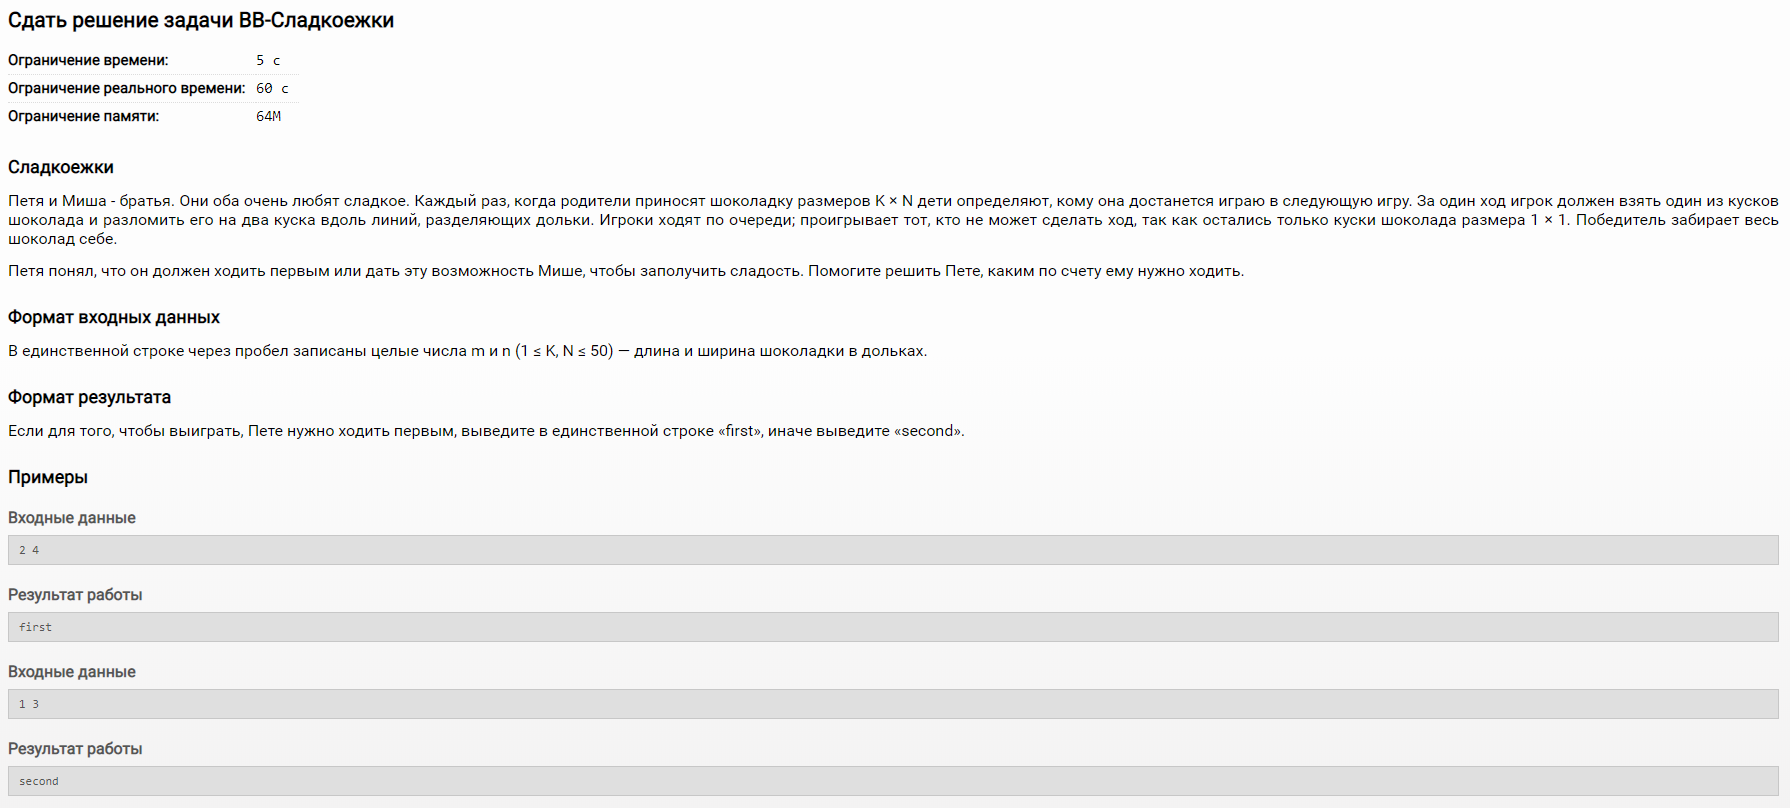 Сдать решение задачи BB-Сладкоежки
Ограничение времени: 5 с
Ограничение реального времени: 60 с
Ограничение памяти: 64M
Сладкоежки
Петя и Миша - братья. Они оба очень любят сладкое. Каждый раз, когда родители приносят шоколадку размеров K × N дети определяют, кому она достанется играю в следующую игру. За один ход игрок должен взять один из кусков
шоколада и разломить его на два куска вдоль линий, разделяющих дольки. Игроки ходят по очереди; проигрывает тот, кто не может сделать ход, так как остались только куски шоколада размера 1 × 1. Победитель забирает весь
шоколад себе.
Петя понял, что он должен ходить первым или дать эту возможность Мише, чтобы заполучить сладость. Помогите решить Пете, каким по счету ему нужно ходить.
Формат входных данных
В единственной строке через пробел записаны целые числа m и n (1 ≤ K, N ≤ 50) — длина и ширина шоколадки в дольках.
Формат результата
Если для того, чтобы выиграть, Пете нужно ходить первым, выведите в единственной строке «first», иначе выведите «second».
Примеры
Входные данные
2 4
Результат работы
first
Входные данные
1 3
Результат работы
second